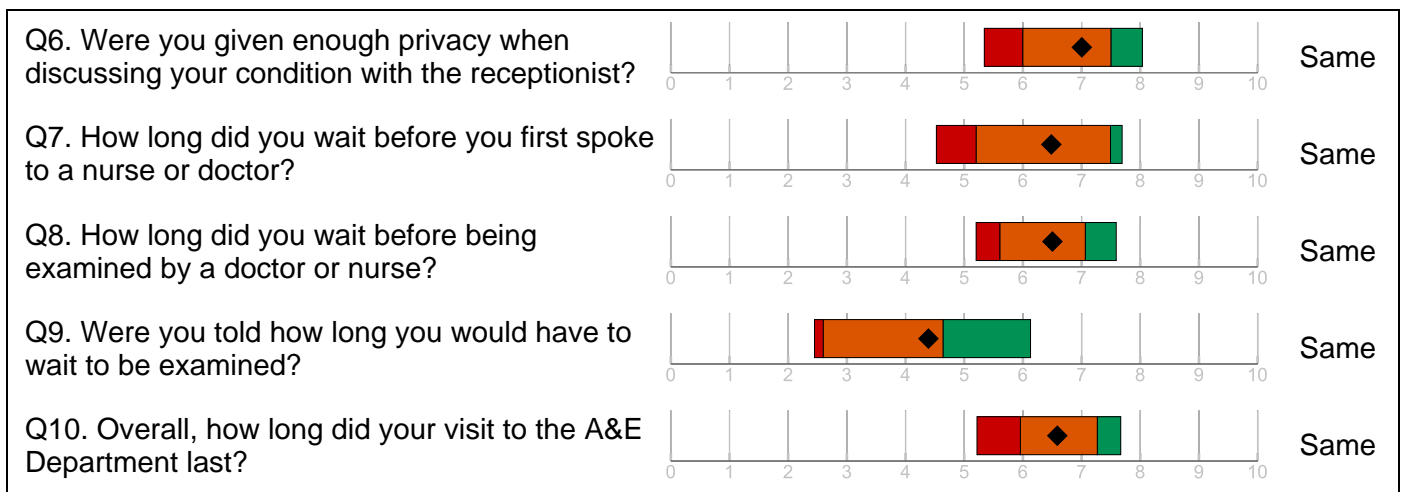 Q6. Were you given enough privacy when
discussing your condition with the receptionist?
0 1 2 3 4 5 6 7 8 9 10
Same
Q7. How long did you wait before you first spoke
to a nurse or doctor?
0 1 2 3 4 5 6 7 8 9 10
Same
Q8. How long did you wait before being
examined by a doctor or nurse?
0 1 2 3 4 5 6 7 8 9 10
Same
Q9. Were you told how long you would have to
wait to be examined?
0 1 2 3 4 5 6 7 8 9 10
Same
Q10. Overall, how long did your visit to the A&E
Department last?
0 1 2 3 4 5 6 7 8 9 10
Same